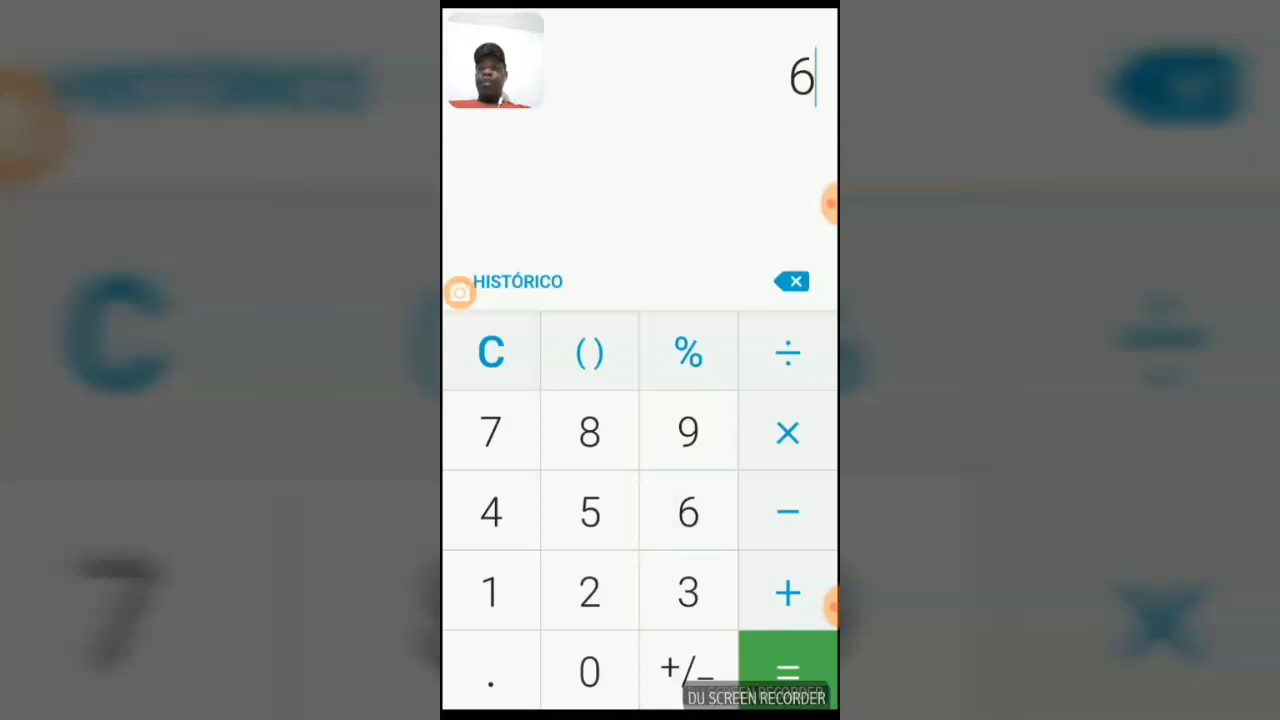 6
HISTÓRICO
C ( ) % ÷
7 8 9 ×
4 5 6 −
1 2 3 +
. 0 +/− =
DU SCREEN RECORDER